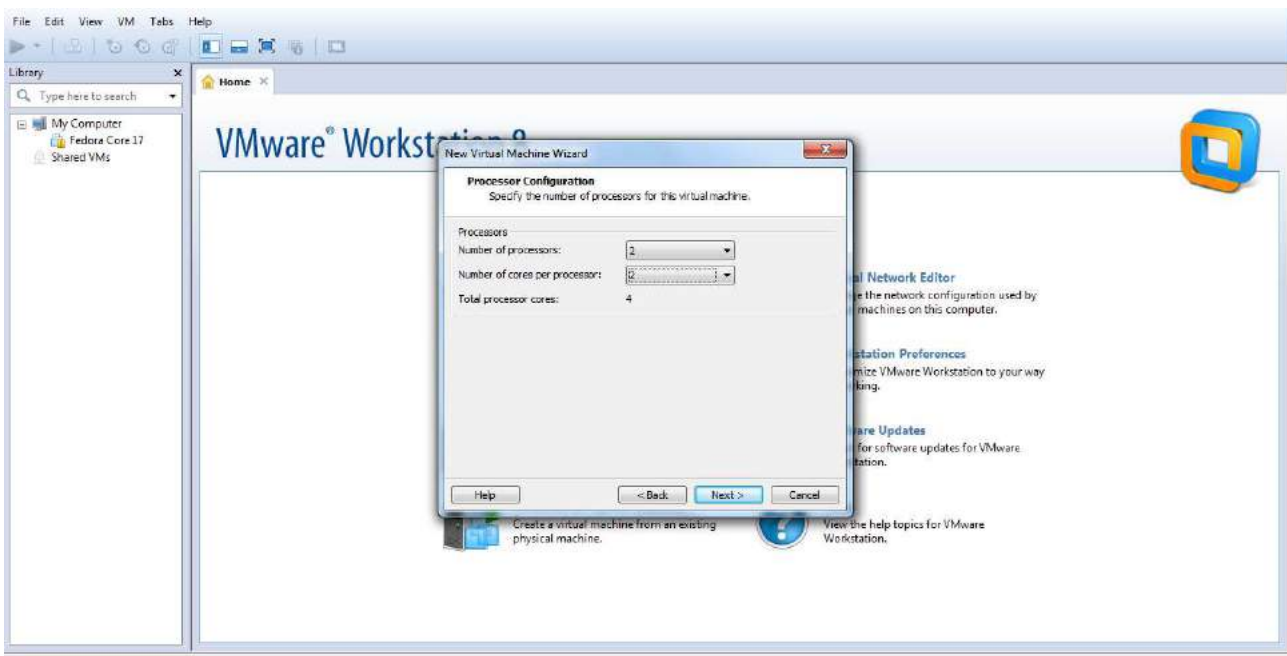 File Edit View VM Tabs Help
Library
Type here to search
My Computer
Fedora Core 17
Shared VMs
Home
VMware® Workstation 9
New Virtual Machine Wizard
Processor Configuration
Specify the number of processors for this virtual machine.
Processors
Number of processors: 2
Number of cores per processor: 2
Total processor cores: 4
Help < Back Next > Cancel
al Network Editor
e the network configuration used by
machines on this computer.
station Preferences
mize VMware Workstation to your way
king.
are Updates
for software updates for VMware
tation.
Create a virtual machine from an existing
physical machine.
View the help topics for VMware
Workstation.